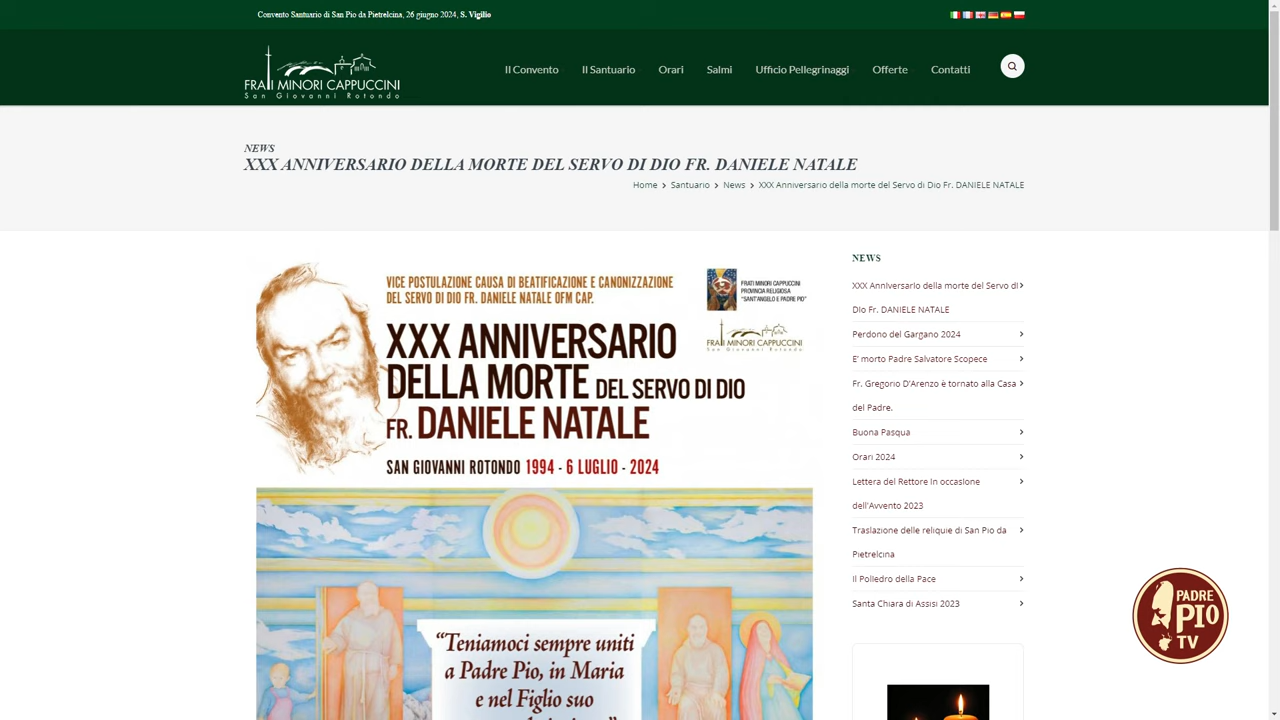 Convento Santuario di San Pio da Pietrelcina, 26 giugno 2024, S. Vigilio
FRATI MINORI CAPPUCCINI
San Giovanni Rotondo
Il Convento
Il Santuario
Orari
Salmi
Ufficio Pellegrinaggi
Offerte
Contatti
NEWS
XXX ANNIVERSARIO DELLA MORTE DEL SERVO DI DIO FR. DANIELE NATALE
Home > Santuario > News > XXX Anniversario della morte del Servo di Dio Fr. DANIELE NATALE
VICE POSTULAZIONE CAUSA DI BEATIFICAZIONE E CANONIZZAZIONE
DEL SERVO DI DIO FR. DANIELE NATALE OFM CAP.
FRATI MINORI CAPPUCCINI
PROVINCIA RELIGIOSA
"SANT'ANGELO E PADRE PIO"
FRATI MINORI CAPPUCCINI
San Giovanni Rotondo
XXX ANNIVERSARIO
DELLA MORTE DEL SERVO DI DIO
FR. DANIELE NATALE
SAN GIOVANNI ROTONDO 1994 - 6 LUGLIO - 2024
"Teniamoci sempre uniti
a Padre Pio, in Maria
e nel Figlio suo
NEWS
XXX Anniversario della morte del Servo di
Dio Fr. DANIELE NATALE
Perdono del Gargano 2024
E' morto Padre Salvatore Scopece
Fr. Gregorio D'Arenzo è tornato alla Casa
del Padre.
Buona Pasqua
Orari 2024
Lettera del Rettore in occasione
dell'Avvento 2023
Traslazione delle reliquie di San Pio da
Pietrelcina
Il Poliedro della Pace
Santa Chiara di Assisi 2023
PADRE
PIO
TV